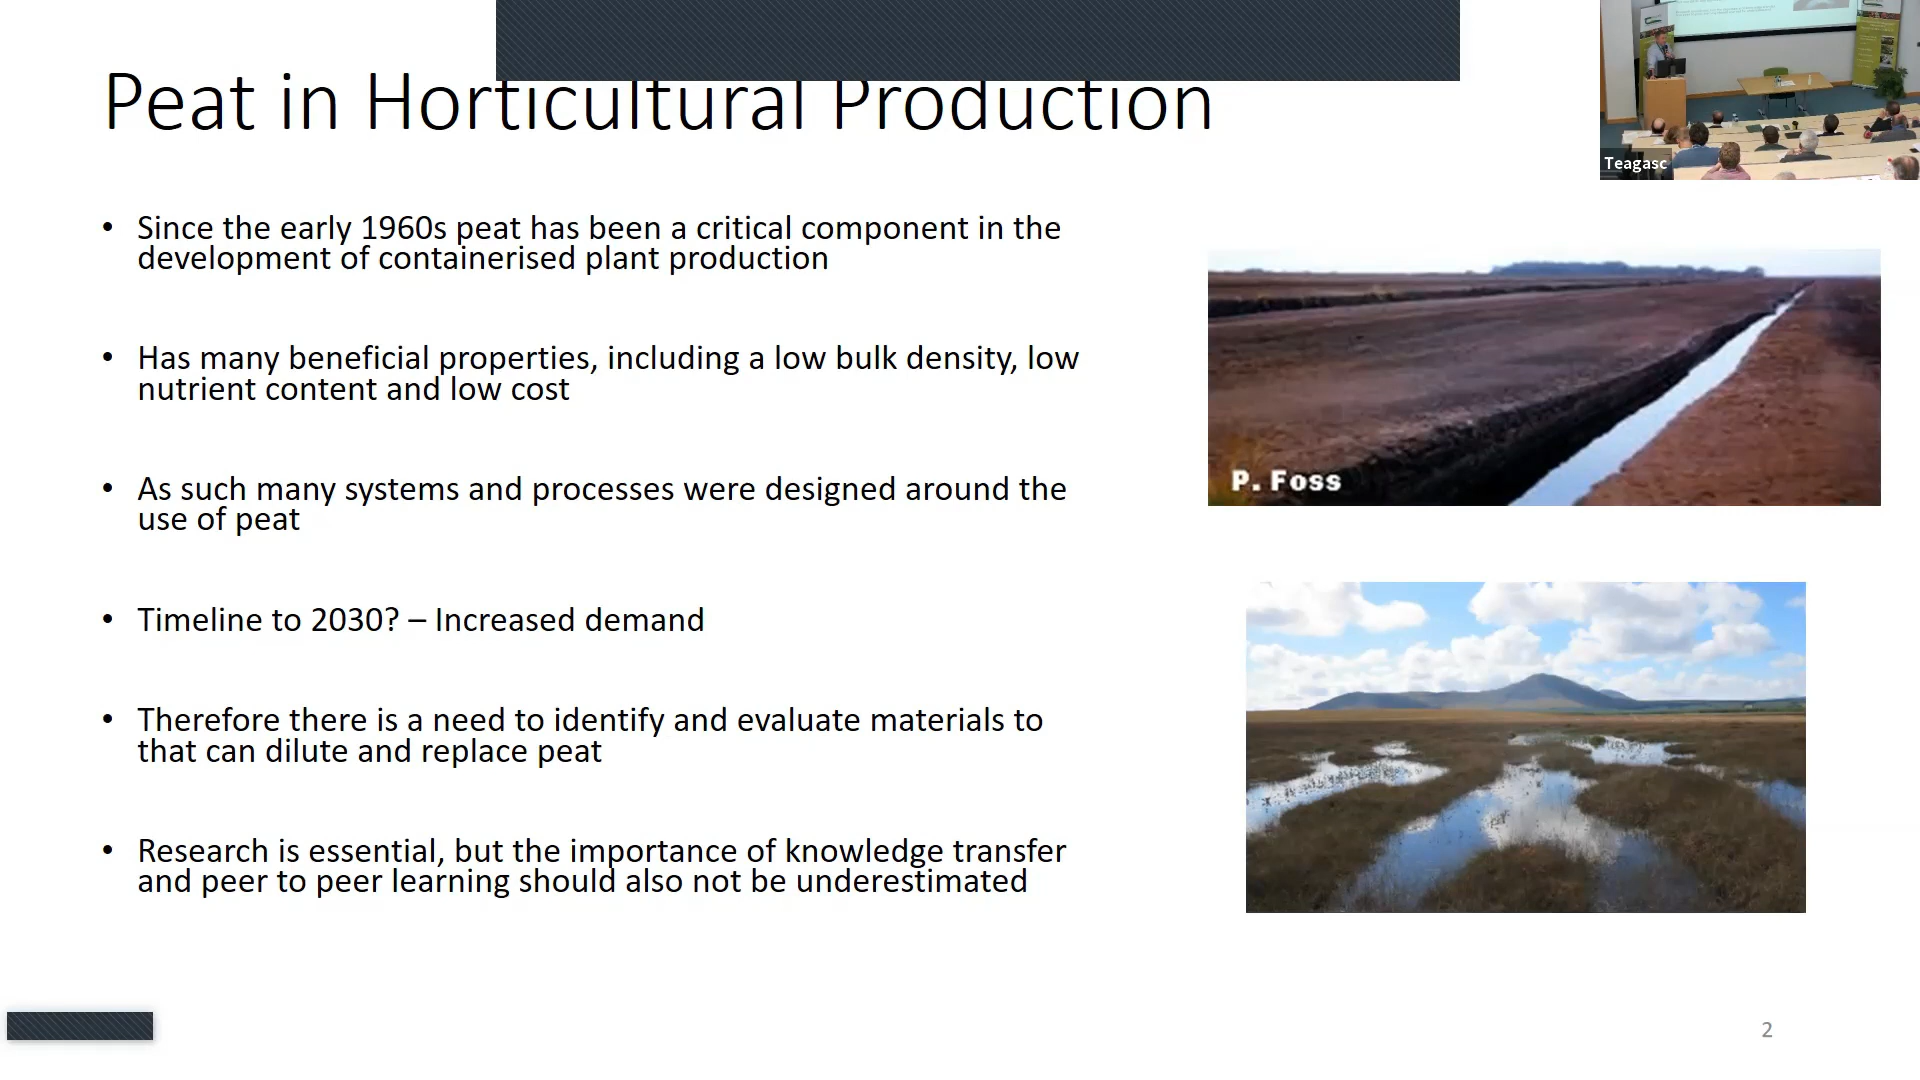 Peat in Horticultural Production
Teagasc
• Since the early 1960s peat has been a critical component in the
development of containerised plant production
• Has many beneficial properties, including a low bulk density, low
nutrient content and low cost
• As such many systems and processes were designed around the
use of peat
• Timeline to 2030? – Increased demand
• Therefore there is a need to identify and evaluate materials to
that can dilute and replace peat
• Research is essential, but the importance of knowledge transfer
and peer to peer learning should also not be underestimated
P. Foss
2